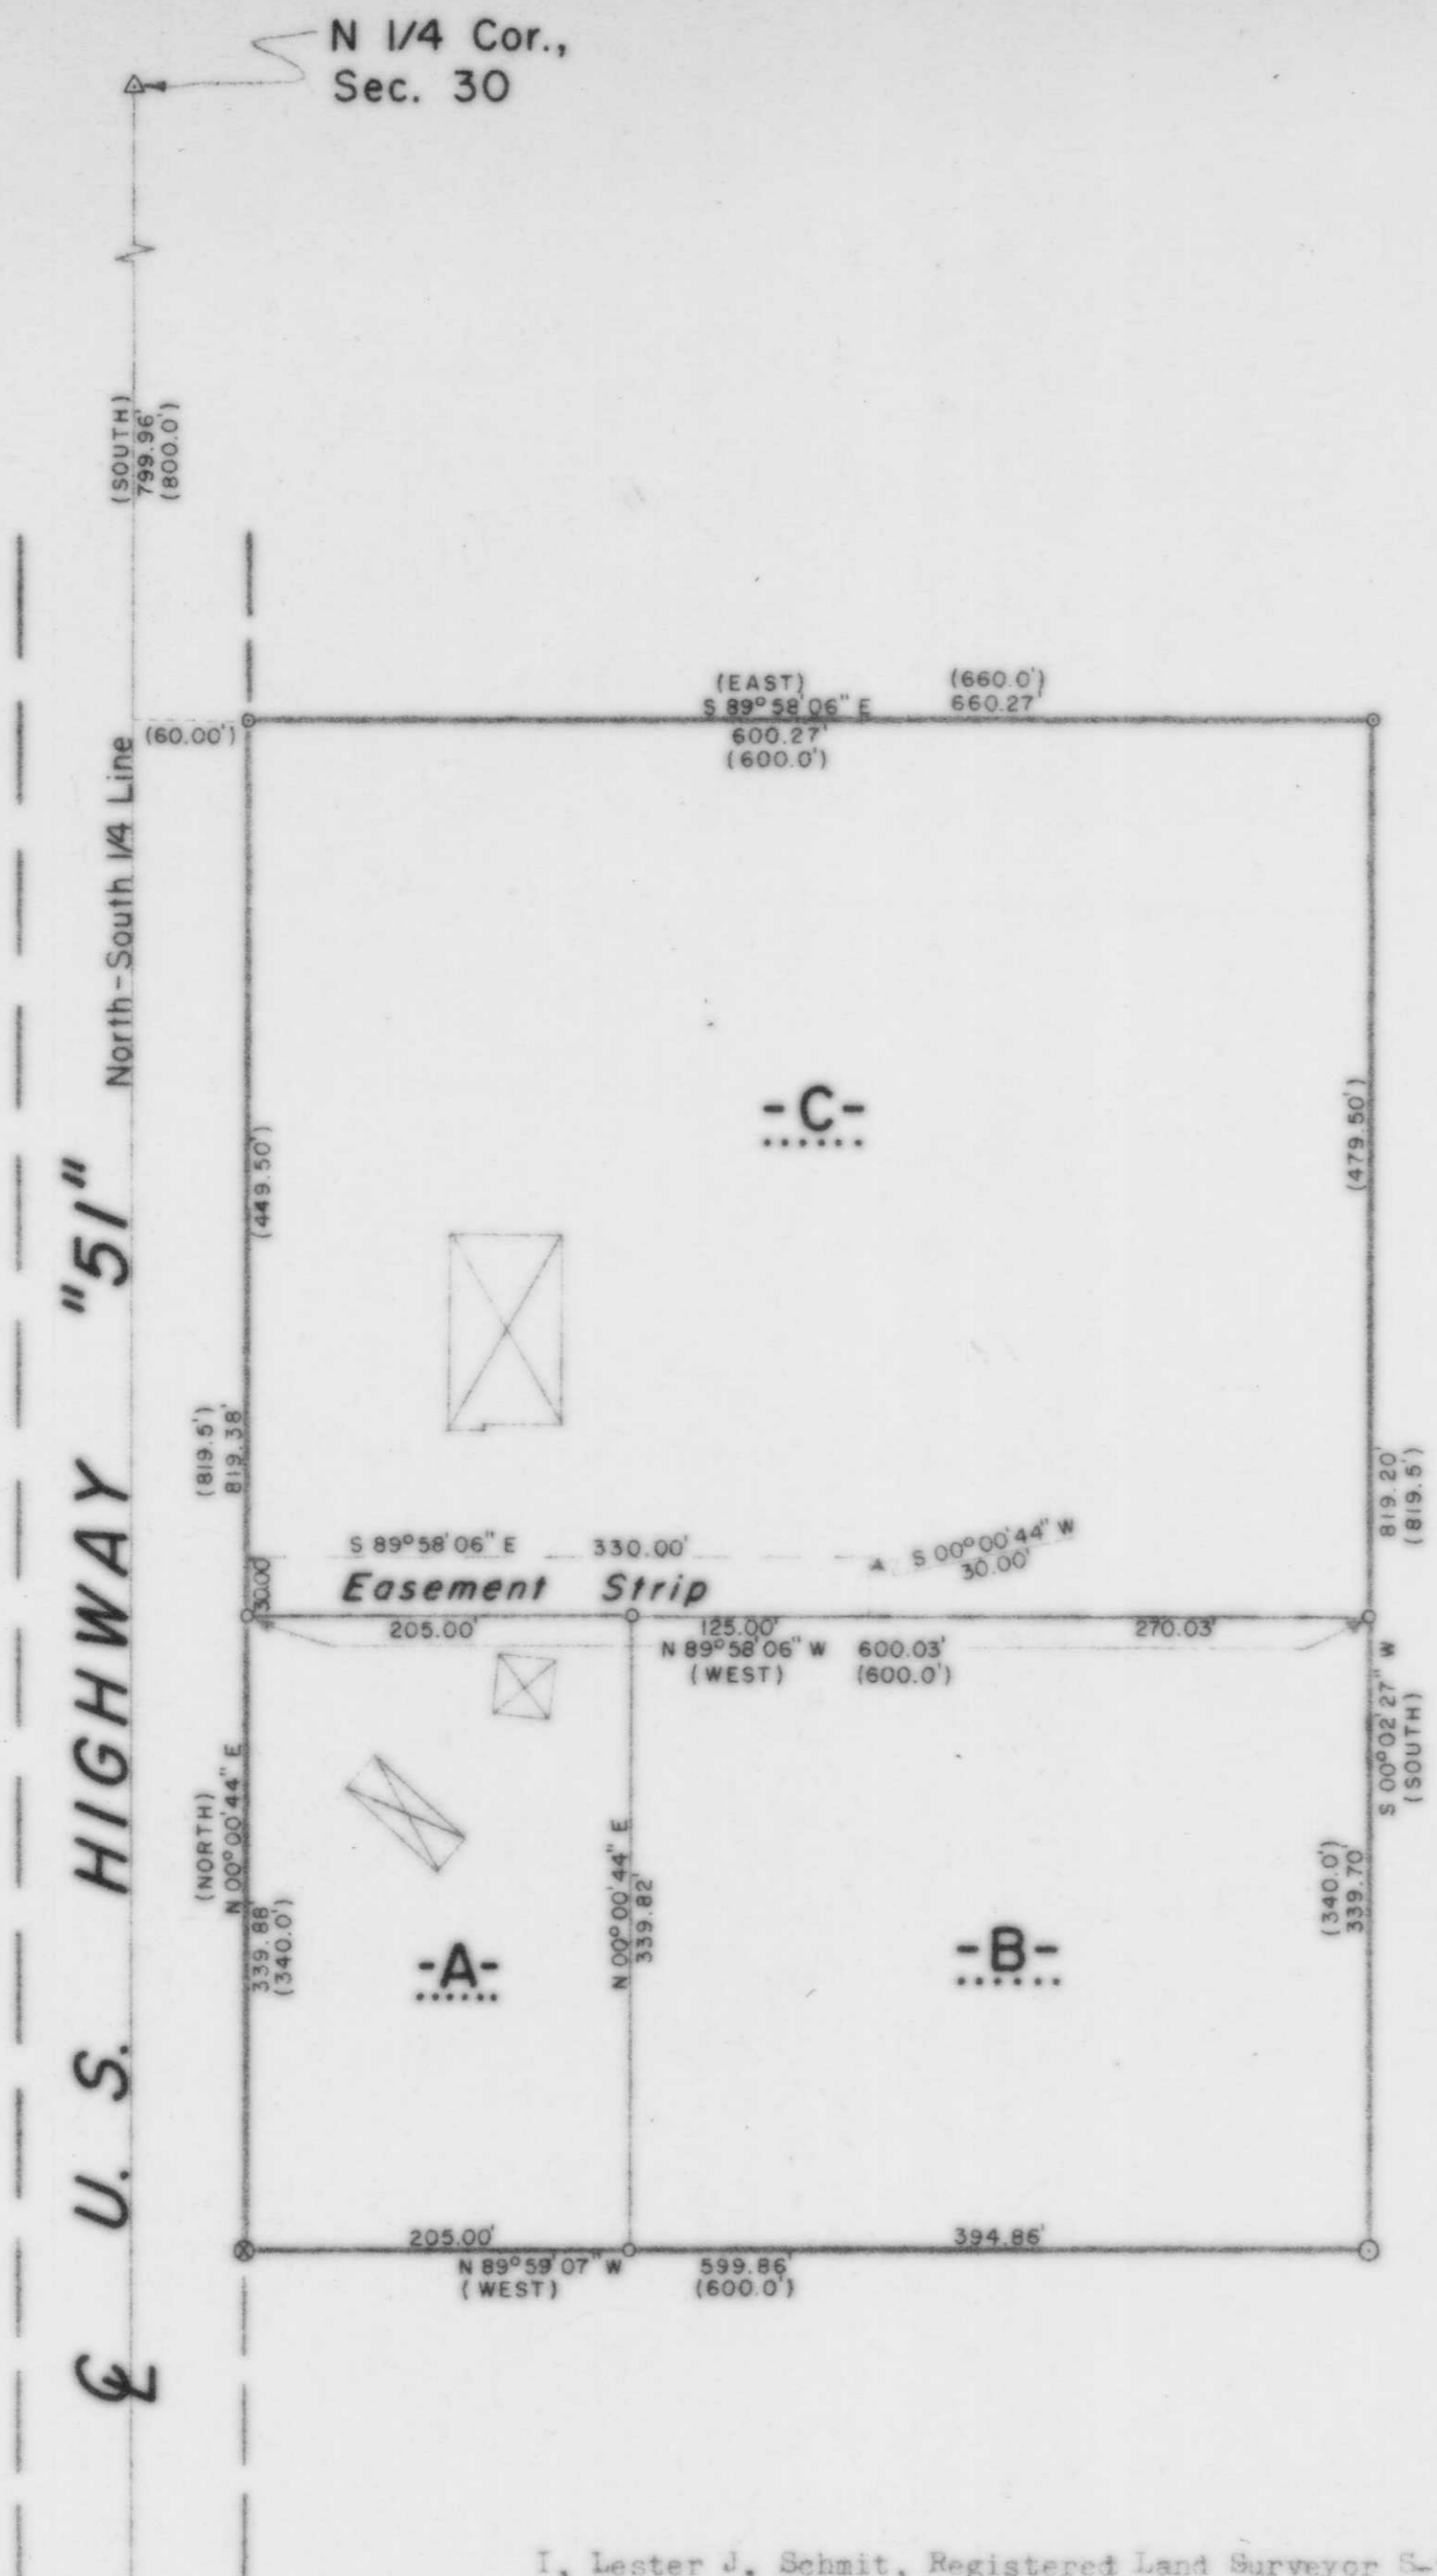 N 1/4 Cor.,
Sec. 30
(SOUTH)
799.96'
(800.0')
(EAST)
S 89°58'06" E
(660.0')
660.27'
(60.00')
600.27'
(600.0')
North-South 1/4 Line
-C-
(449.50')
(479.50')
(819.5')
819.38'
819.20'
(819.5')
S 89°58'06" E 330.00'
S 00°00'44" W
30.00'
30.00
Easement Strip
205.00'
125.00'
270.03'
N 89°58'06" W 600.03'
(WEST) (600.0')
S 00°02'27" W
(SOUTH)
(NORTH)
N 00°00'44" E
339.88'
(340.0')
N 00°00'44" E
339.82'
(340.0')
339.70'
-A-
-B-
205.00'
394.86'
N 89°59'07" W 599.86'
(WEST) (600.0')
℄ U. S. HIGHWAY "51"
I, Lester J. Schmit, Registered Land Surveyor S-